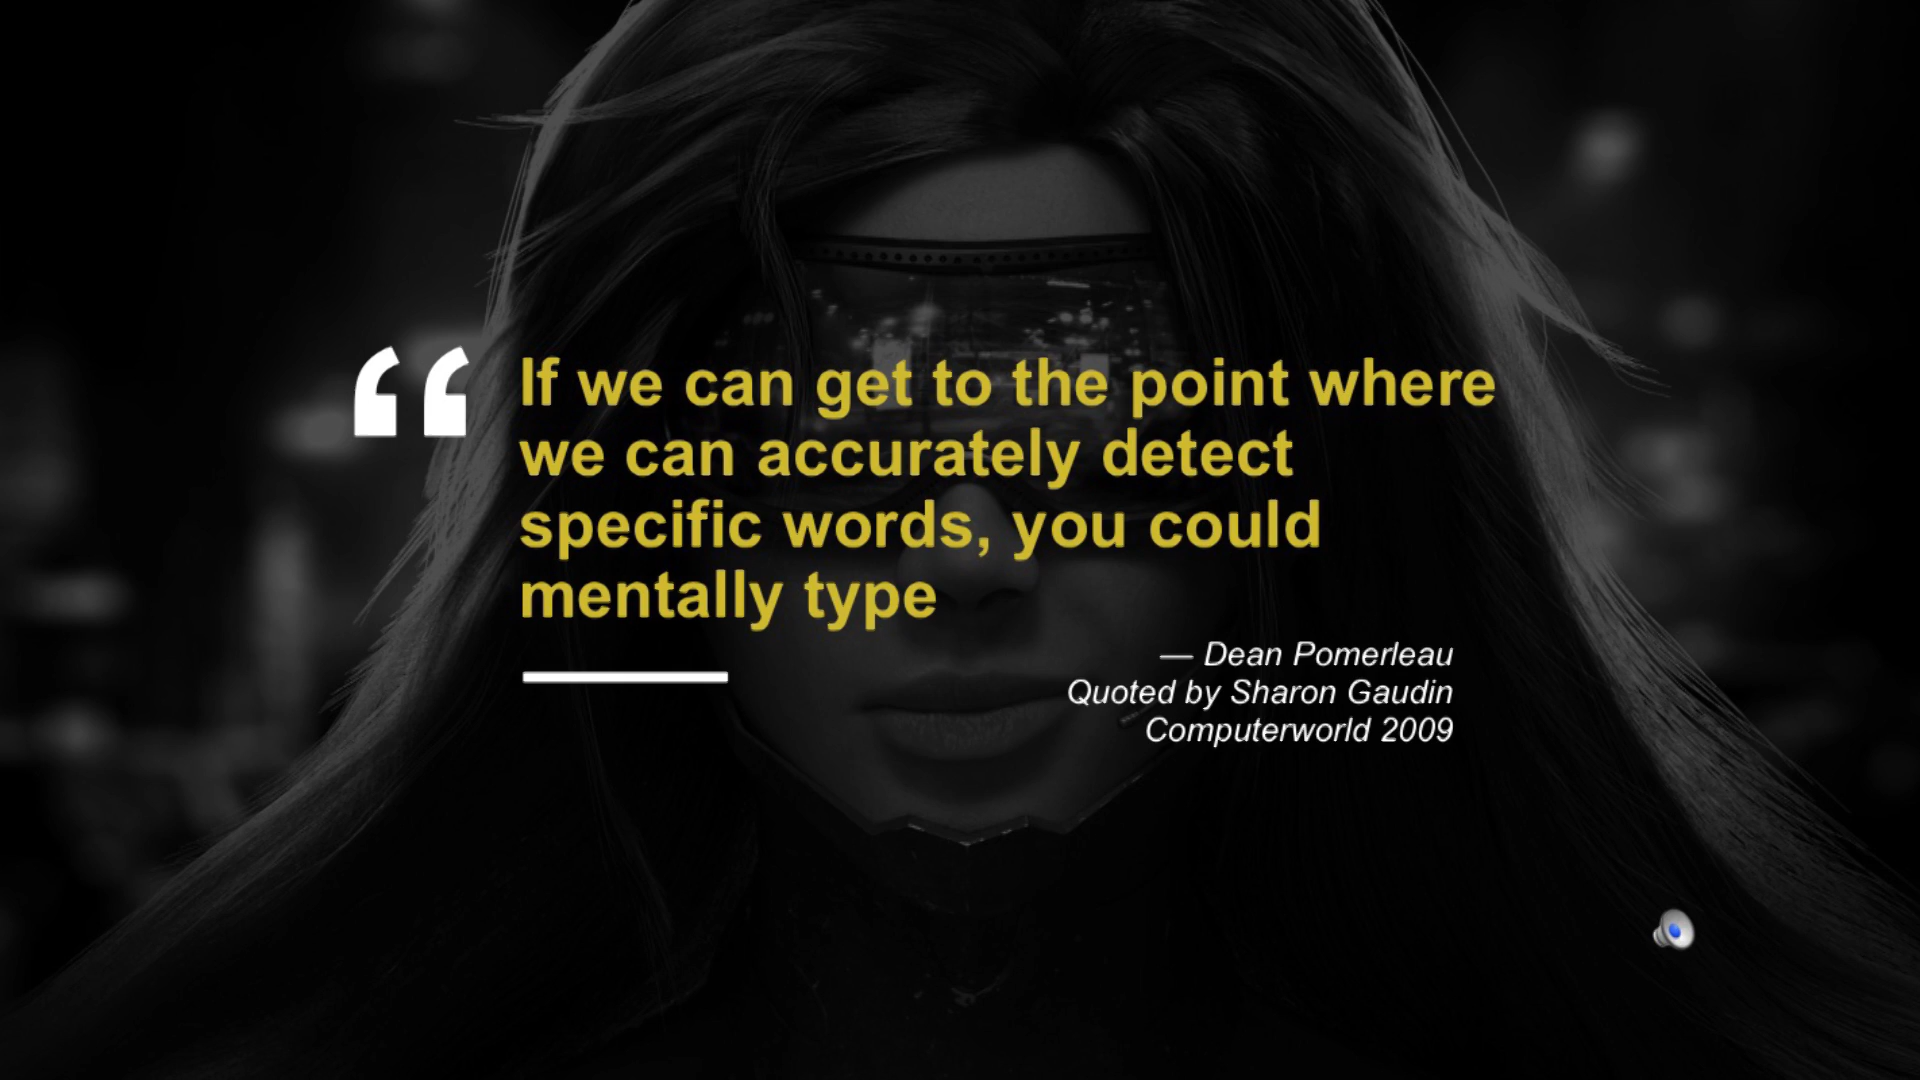 “
If we can get to the point where
we can accurately detect
specific words, you could
mentally type
— Dean Pomerleau
Quoted by Sharon Gaudin
Computerworld 2009